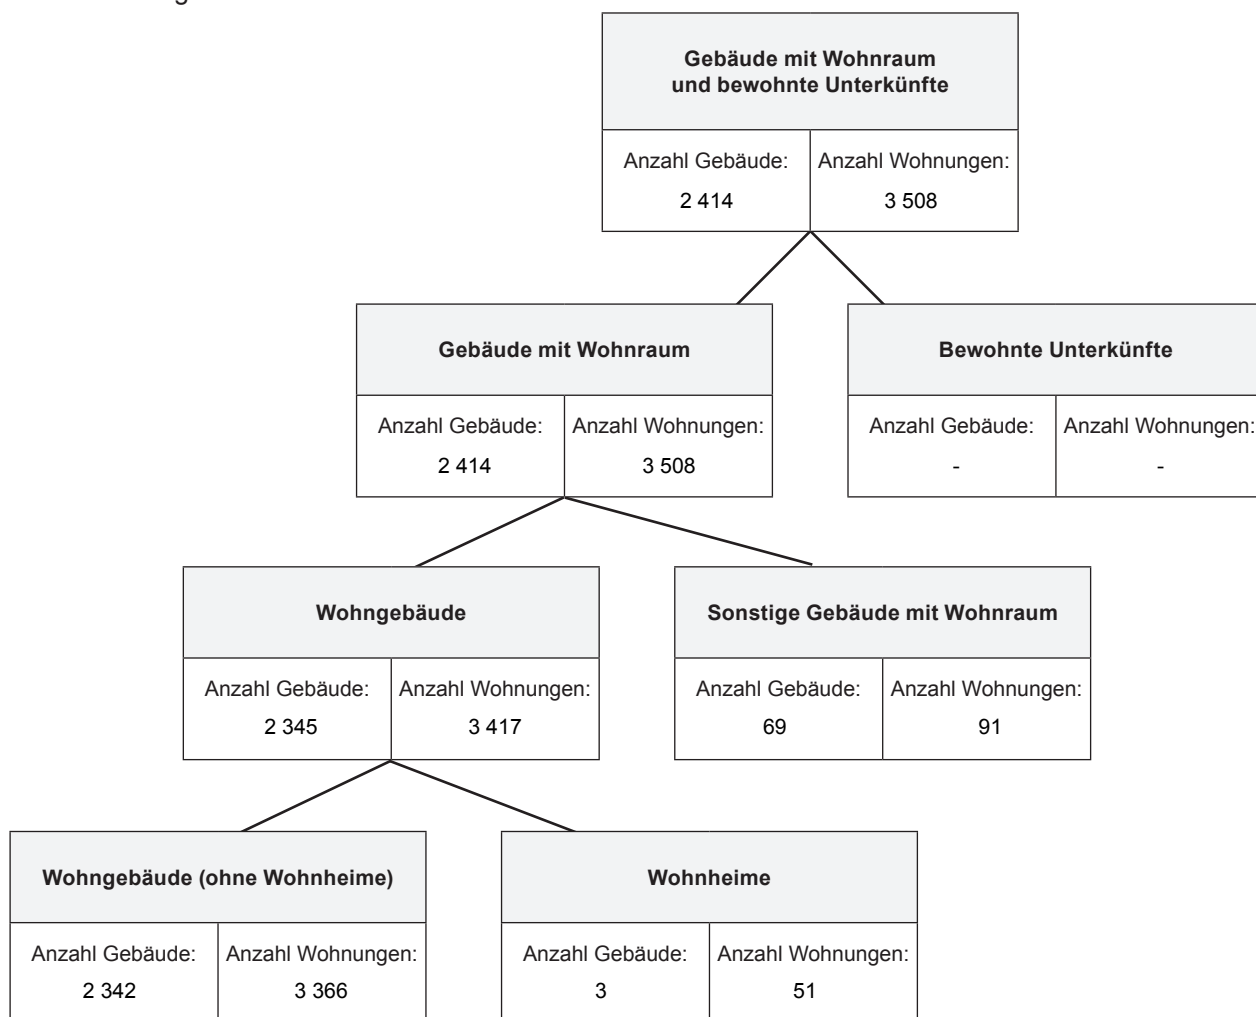 Gebäude mit Wohnraum
und bewohnte Unterkünfte
Anzahl Gebäude:
2 414
Anzahl Wohnungen:
3 508
Gebäude mit Wohnraum
Anzahl Gebäude:
2 414
Anzahl Wohnungen:
3 508
Bewohnte Unterkünfte
Anzahl Gebäude:
-
Anzahl Wohnungen:
-
Wohngebäude
Anzahl Gebäude:
2 345
Anzahl Wohnungen:
3 417
Sonstige Gebäude mit Wohnraum
Anzahl Gebäude:
69
Anzahl Wohnungen:
91
Wohngebäude (ohne Wohnheime)
Anzahl Gebäude:
2 342
Anzahl Wohnungen:
3 366
Wohnheime
Anzahl Gebäude:
3
Anzahl Wohnungen:
51